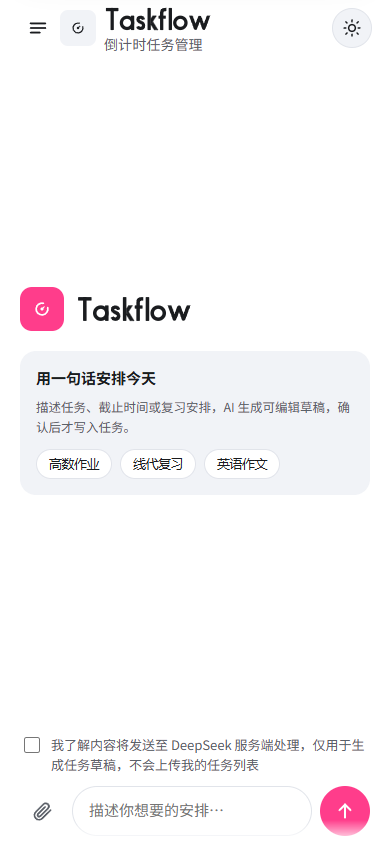 Taskflow
倒计时任务管理
Taskflow
用一句话安排今天
描述任务、截止时间或复习安排，AI 生成可编辑草稿，确
认后才写入任务。
高数作业 线代复习 英语作文
我了解内容将发送至 DeepSeek 服务端处理，仅用于生
成任务草稿，不会上传我的任务列表
描述你想要的安排…